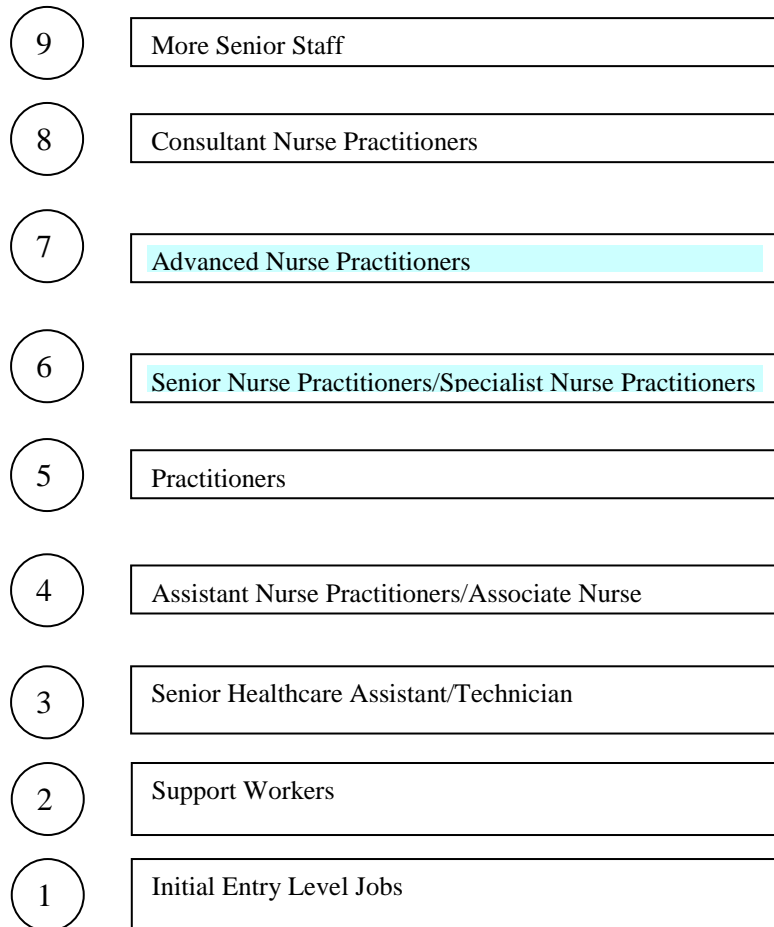 9
More Senior Staff
8
Consultant Nurse Practitioners
7
Advanced Nurse Practitioners
6
Senior Nurse Practitioners/Specialist Nurse Practitioners
5
Practitioners
4
Assistant Nurse Practitioners/Associate Nurse
3
Senior Healthcare Assistant/Technician
2
Support Workers
1
Initial Entry Level Jobs